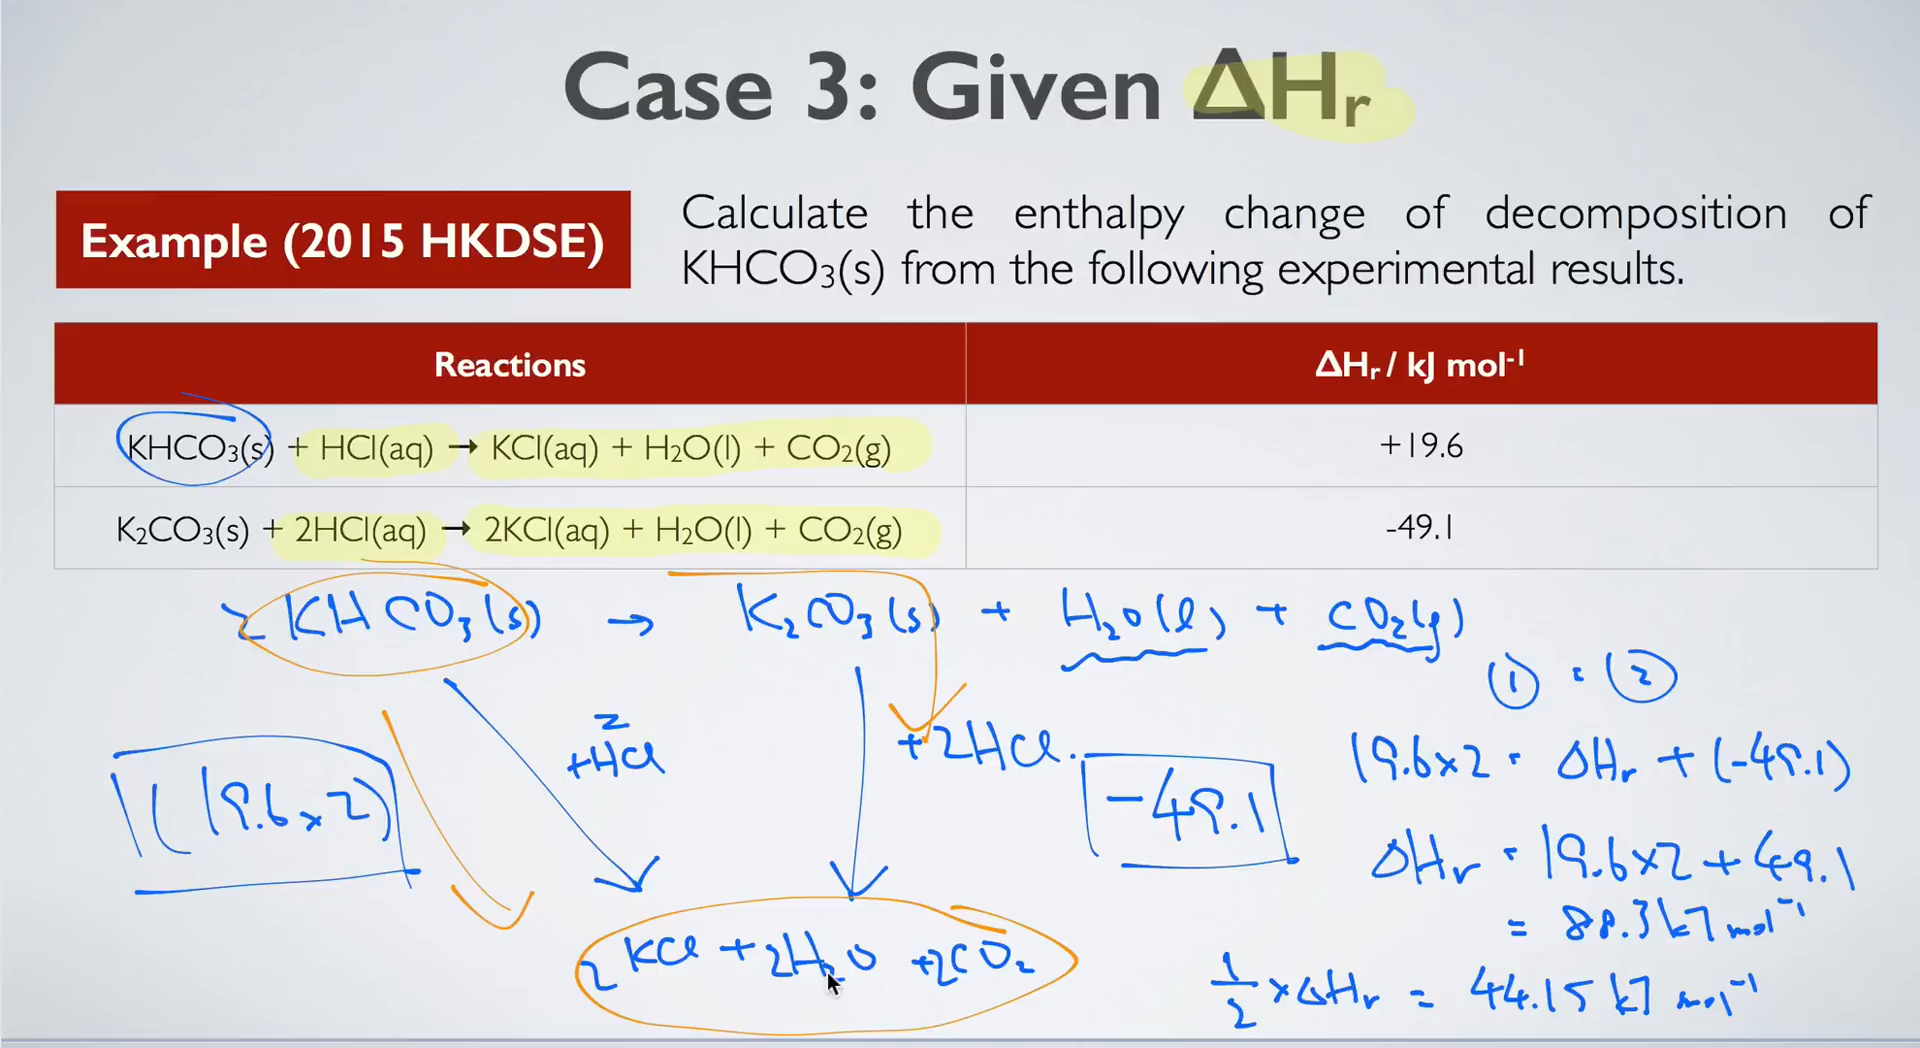 Case 3: Given ΔHᵣ
Example (2015 HKDSE)
Calculate the enthalpy change of decomposition of
KHCO₃(s) from the following experimental results.
Reactions
ΔHᵣ / kJ mol⁻¹
KHCO₃(s) + HCl(aq) → KCl(aq) + H₂O(l) + CO₂(g)
+19.6
K₂CO₃(s) + 2HCl(aq) → 2KCl(aq) + H₂O(l) + CO₂(g)
-49.1
2 KHCO₃(s) → K₂CO₃(s) + H₂O(l) + CO₂(g)
① = ②
2
+HCl
+2HCl.
(19.6×2)
-49.1
19.6×2 = ΔHᵣ + (-49.1)
ΔHᵣ = 19.6×2 + 49.1
= 88.3 kJ mol⁻¹
2KCl + 2H₂O + 2CO₂
1/2 × ΔHᵣ = 44.15 kJ mol⁻¹